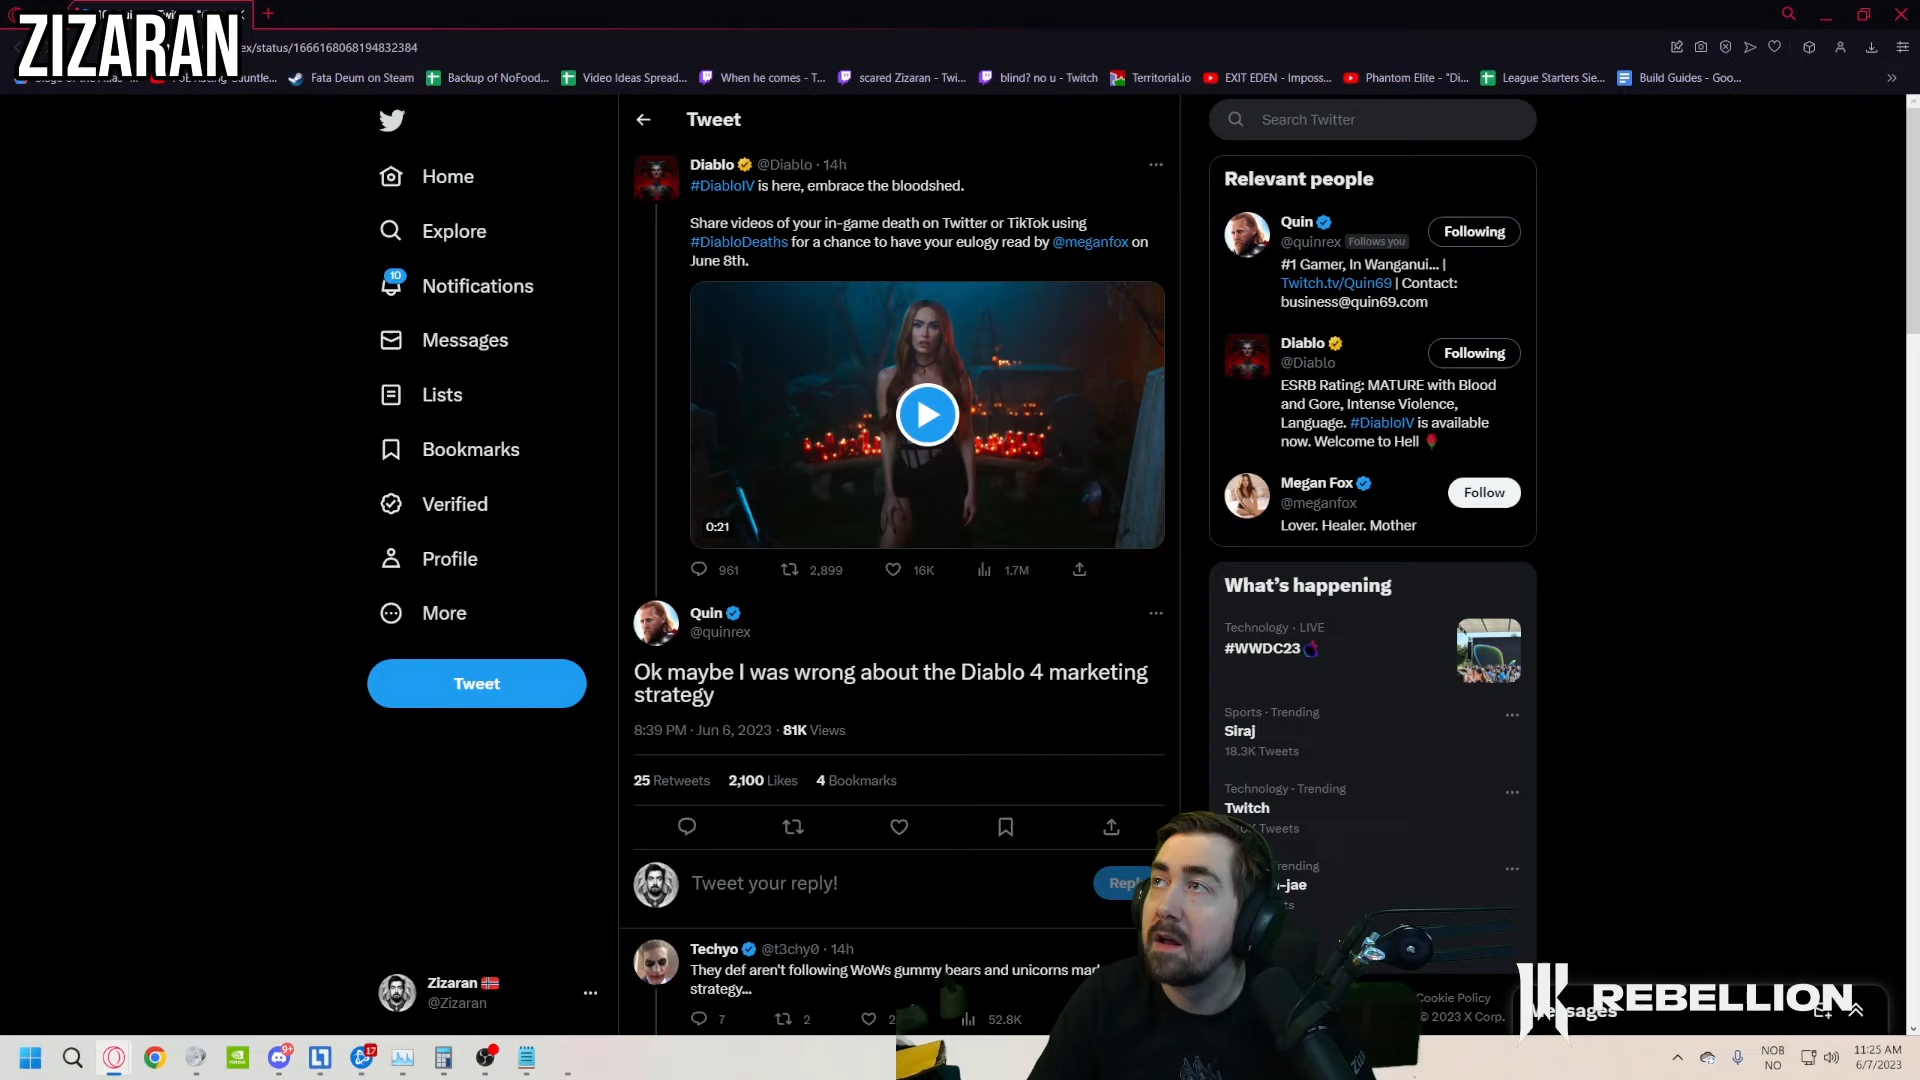 ZIZARAN
ex/status/1666168068194832384
Fata Deum on Steam
Backup of NoFood...
Video Ideas Spread...
When he comes - T...
scared Zizaran - Twi...
blind? no u - Twitch
Territorial.io
EXIT EDEN - Imposs...
Phantom Elite - "Di...
League Starters Sie...
Build Guides - Goo...
Home
Explore
10
Notifications
Messages
Lists
Bookmarks
Verified
Profile
More
Tweet
Zizaran
@Zizaran
Tweet
Diablo @Diablo · 14h
#DiabloIV is here, embrace the bloodshed.
Share videos of your in-game death on Twitter or TikTok using
#DiabloDeaths for a chance to have your eulogy read by @meganfox on
June 8th.
0:21
961 2,899 16K 1.7M
Quin
@quinrex
Ok maybe I was wrong about the Diablo 4 marketing
strategy
8:39 PM · Jun 6, 2023 · 81K Views
25 Retweets 2,100 Likes 4 Bookmarks
Tweet your reply!
Techyo @t3chy0 · 14h
They def aren't following WoWs gummy bears and unicorns
strategy...
7 2 52.8K
Search Twitter
Relevant people
Quin
@quinrex Follows you
Following
#1 Gamer, In Wanganui... |
Twitch.tv/Quin69 | Contact:
business@quin69.com
Diablo
@Diablo
Following
ESRB Rating: MATURE with Blood
and Gore, Intense Violence,
Language. #DiabloIV is available
now. Welcome to Hell
Megan Fox
@meganfox
Follow
Lover. Healer. Mother
What's happening
Technology · LIVE
#WWDC23
Sports · Trending
Siraj
18.3K Tweets
Technology · Trending
Twitch
Tweets
Trending
-jae
Cookie Policy
© 2023 X Corp.
Messages
REBELLION
9+
17
NOB
NO
11:25 AM
6/7/2023